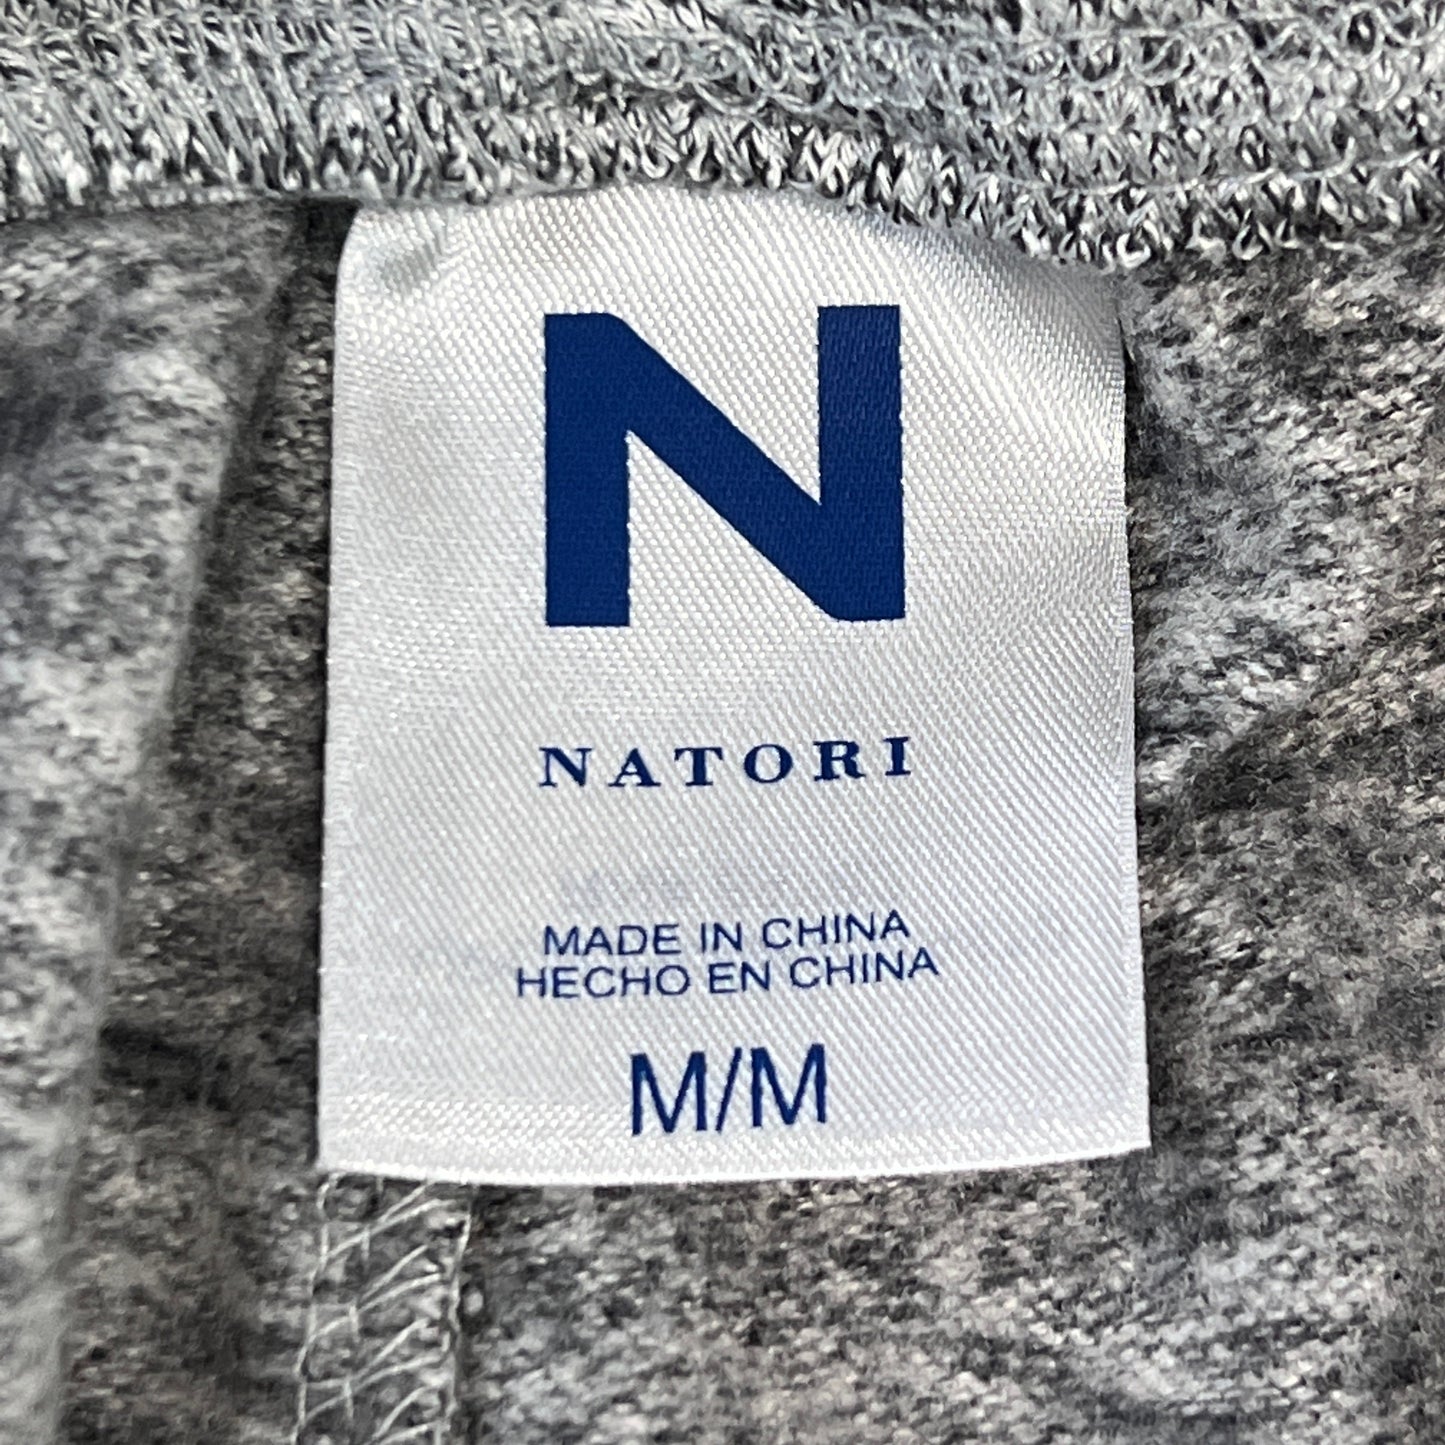 N
NATORI
MADE IN CHINA
HECHO EN CHINA
M/M